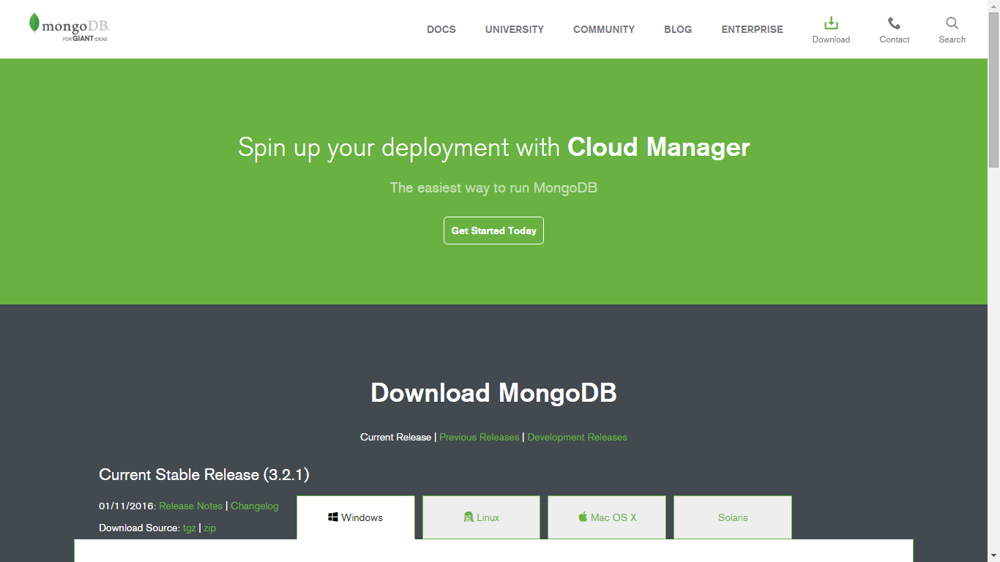 mongoDB.
FOR GIANT IDEAS
DOCS UNIVERSITY COMMUNITY BLOG ENTERPRISE Download Contact Search
Spin up your deployment with Cloud Manager
The easiest way to run MongoDB
Get Started Today
Download MongoDB
Current Release | Previous Releases | Development Releases
Current Stable Release (3.2.1)
01/11/2016: Release Notes | Changelog
Download Source: tgz | zip
Windows Linux Mac OS X Solaris